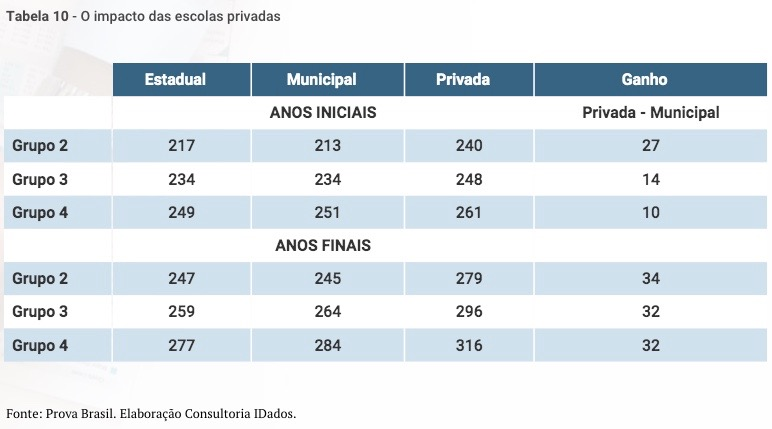 Tabela 10 - O impacto das escolas privadas
Estadual Municipal Privada Ganho
ANOS INICIAIS Privada - Municipal
Grupo 2 217 213 240 27
Grupo 3 234 234 248 14
Grupo 4 249 251 261 10
ANOS FINAIS
Grupo 2 247 245 279 34
Grupo 3 259 264 296 32
Grupo 4 277 284 316 32
Fonte: Prova Brasil. Elaboração Consultoria IDados.